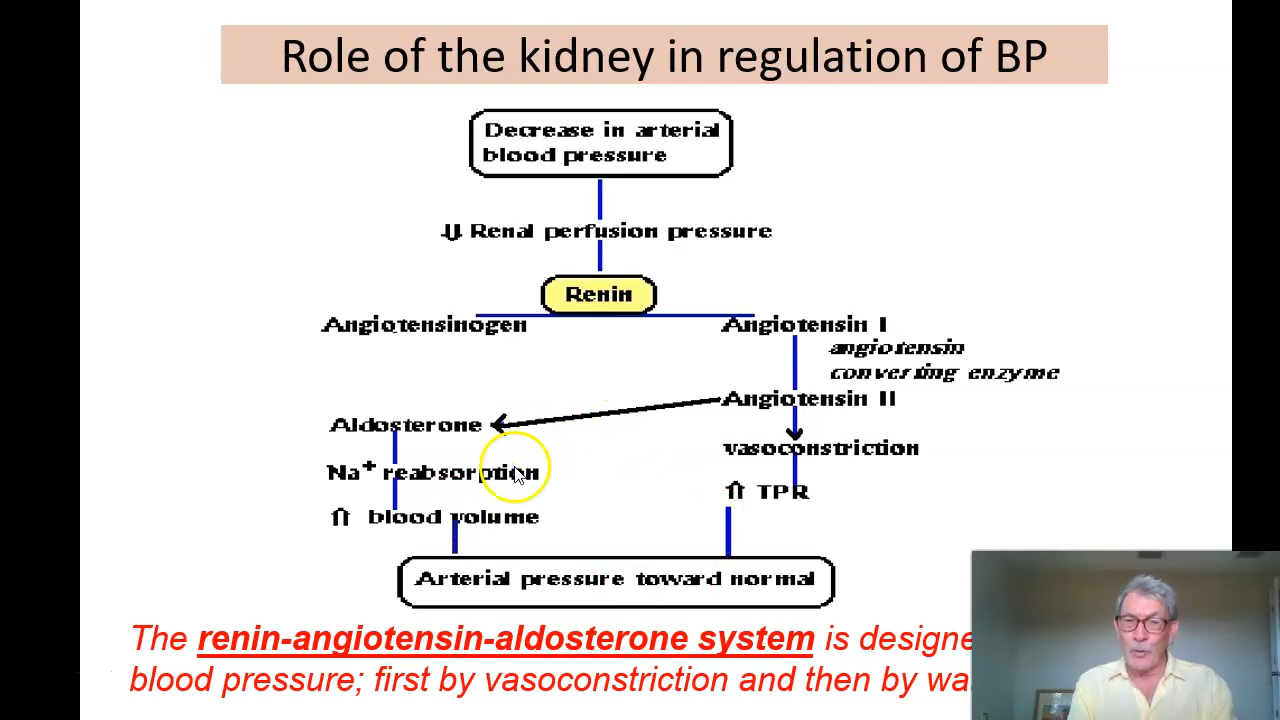 Role of the kidney in regulation of BP
Decrease in arterial
blood pressure
⇓ Renal perfusion pressure
Renin
Angiotensinogen
Angiotensin I
angiotensin
converting enzyme
Angiotensin II
Aldosterone
vasoconstriction
Na⁺ reabsorption
⇑ TPR
⇑ blood volume
Arterial pressure toward normal
The renin-angiotensin-aldosterone system is
blood pressure; first by vasoconstriction and then by